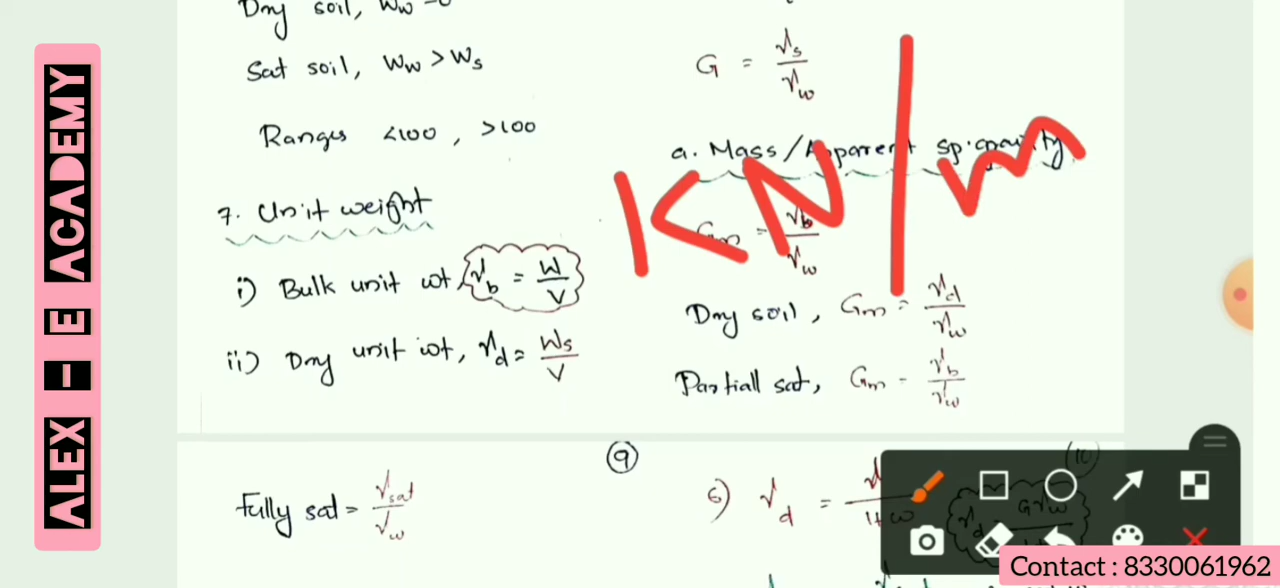 ALEX - E ACADEMY
Dry soil, Ww = 0
Sat soil, Ww > Ws
Ranges <100 , >100
7. Unit weight
i) Bulk unit wt, γb = W/V
ii) Dry unit wt, γd = Ws/V
G = γs/γw
a. Mass/Apparent sp. gravity
Gm = γb/γw
KN/m
Dry soil, Gm = γd/γw
Partiall sat, Gm = γb/γw
9
Fully sat = γsat/γw
6) γd = γ/1+w
Contact : 8330061962